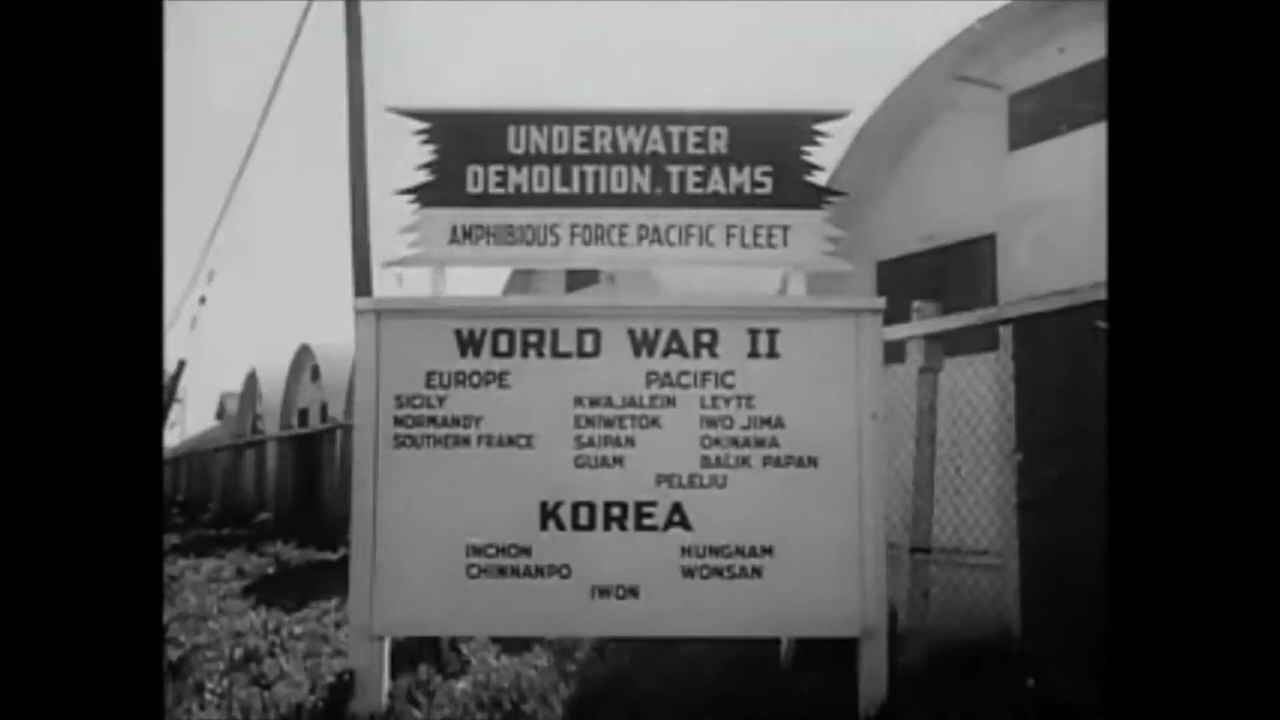 UNDERWATER
DEMOLITION.TEAMS
AMPHIBIOUS FORCE.PACIFIC FLEET
WORLD WAR II
EUROPE PACIFIC
SICILY KWAJALEIN LEYTE
NORMANDY ENIWETOK IWO JIMA
SOUTHERN FRANCE SAIPAN OKINAWA
GUAM BALIK PAPAN
PELELIU
KOREA
INCHON HUNGNAM
CHINNANPO WONSAN
IWON